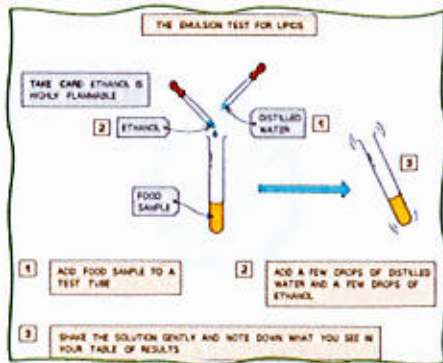 THE EMULSION TEST FOR LIPIDS
TAKE CARE! ETHANOL IS
HIGHLY FLAMMABLE
2 ETHANOL
DISTILLED
WATER 1
3
FOOD
SAMPLE
1 ADD FOOD SAMPLE TO A
TEST TUBE
2 ADD A FEW DROPS OF DISTILLED
WATER AND A FEW DROPS OF
ETHANOL
3 SHAKE THE SOLUTION GENTLY AND NOTE DOWN WHAT YOU SEE IN
YOUR TABLE OF RESULTS